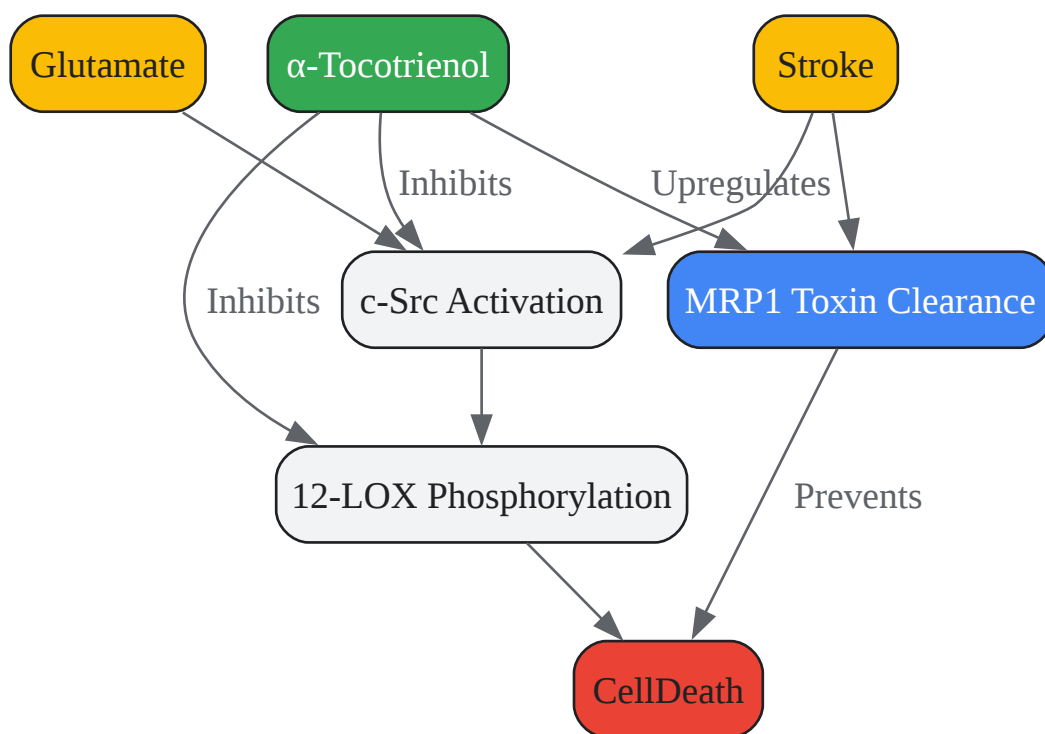 Glutamate
α-Tocotrienol
Stroke
Inhibits
Upregulates
c-Src Activation
MRP1 Toxin Clearance
Inhibits
12-LOX Phosphorylation
Prevents
CellDeath